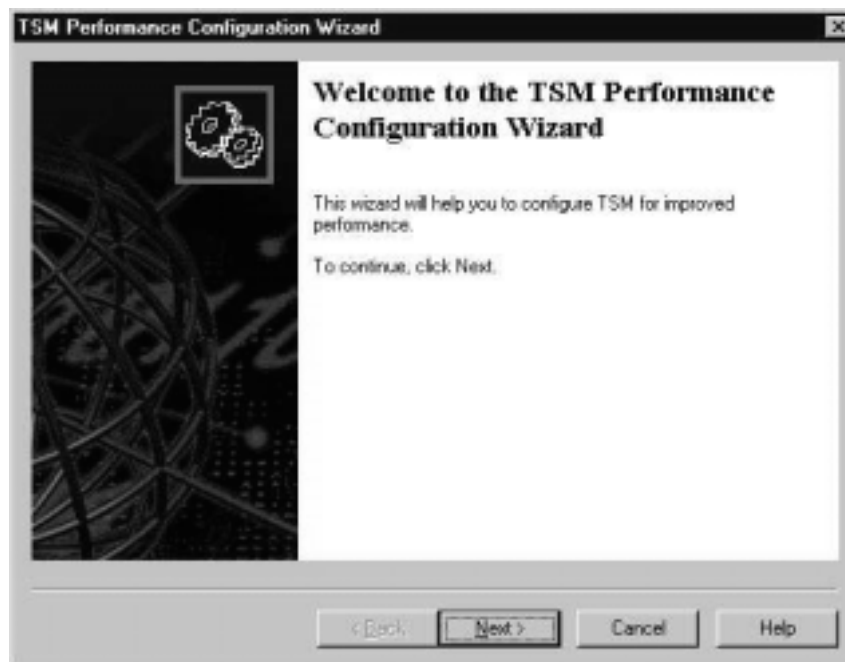 TSM Performance Configuration Wizard
Welcome to the TSM Performance
Configuration Wizard
This wizard will help you to configure TSM for improved
performance.
To continue, click Next.
< Back
Next >
Cancel
Help